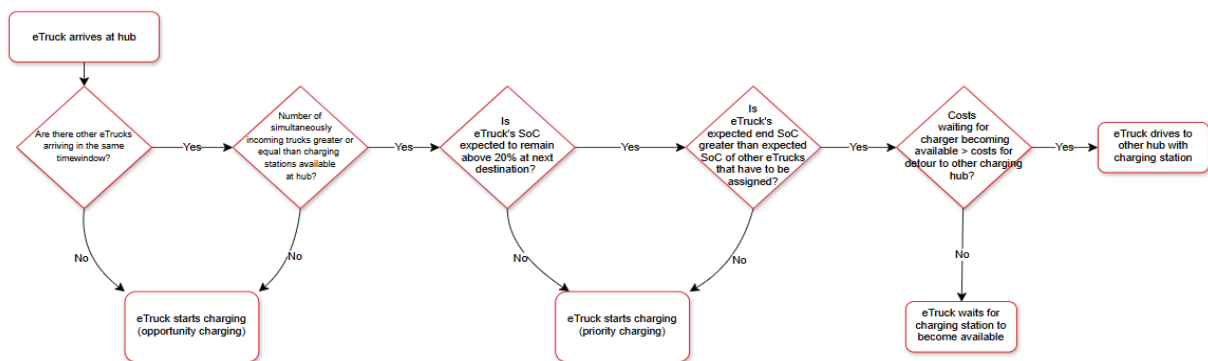 eTruck arrives at hub
Are there other eTrucks
arriving in the same
timewindow?
Yes
Number of
simultaneously
incoming trucks greater or
equal than charging
stations available
at hub?
Yes
Is
eTruck's SoC
expected to remain
above 20% at next
destination?
Yes
Is
eTruck's
expected end SoC
greater than expected
SoC of other eTrucks
that have to be
assigned?
Yes
Costs
waiting for
charger becoming
available > costs for
detour to other charging
hub?
Yes
eTruck drives to
other hub with
charging station
No
No
No
No
No
eTruck starts charging
(opportunity charging)
eTruck starts charging
(priority charging)
eTruck waits for
charging station to
become available